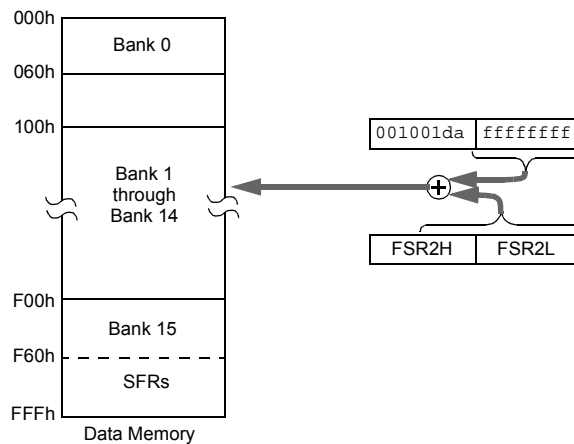 000h
Bank 0
060h
100h
001001da ffffffff
Bank 1
through
Bank 14
FSR2H FSR2L
F00h
Bank 15
F60h
SFRs
FFFh
Data Memory